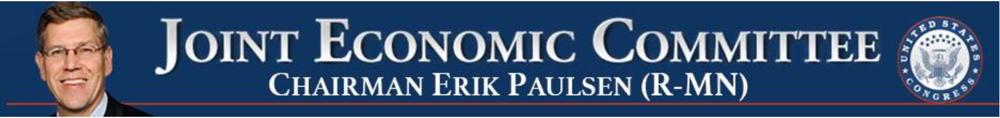 JOINT ECONOMIC COMMITTEE
CHAIRMAN ERIK PAULSEN (R-MN)
UNITED STATES
CONGRESS